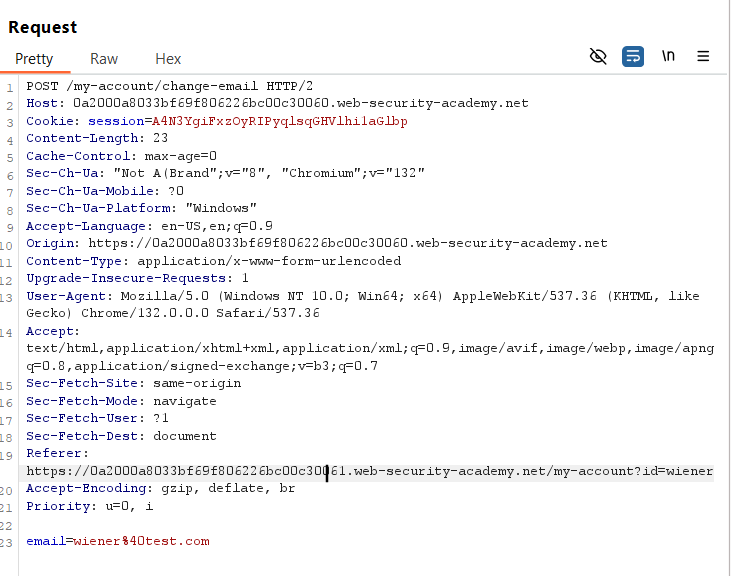 Request
Pretty Raw Hex \n
1 POST /my-account/change-email HTTP/2
2 Host: 0a2000a8033bf69f806226bc00c30060.web-security-academy.net
3 Cookie: session=A4N3YgiFxzOyRIPyqlsqGHVlhilaGlbp
4 Content-Length: 23
5 Cache-Control: max-age=0
6 Sec-Ch-Ua: "Not A(Brand";v="8", "Chromium";v="132"
7 Sec-Ch-Ua-Mobile: ?0
8 Sec-Ch-Ua-Platform: "Windows"
9 Accept-Language: en-US,en;q=0.9
10 Origin: https://0a2000a8033bf69f806226bc00c30060.web-security-academy.net
11 Content-Type: application/x-www-form-urlencoded
12 Upgrade-Insecure-Requests: 1
13 User-Agent: Mozilla/5.0 (Windows NT 10.0; Win64; x64) AppleWebKit/537.36 (KHTML, like
Gecko) Chrome/132.0.0.0 Safari/537.36
14 Accept:
text/html,application/xhtml+xml,application/xml;q=0.9,image/avif,image/webp,image/apng
q=0.8,application/signed-exchange;v=b3;q=0.7
15 Sec-Fetch-Site: same-origin
16 Sec-Fetch-Mode: navigate
17 Sec-Fetch-User: ?1
18 Sec-Fetch-Dest: document
19 Referer:
https://0a2000a8033bf69f806226bc00c30061.web-security-academy.net/my-account?id=wiener
20 Accept-Encoding: gzip, deflate, br
21 Priority: u=0, i
22
23 email=wiener%40test.com